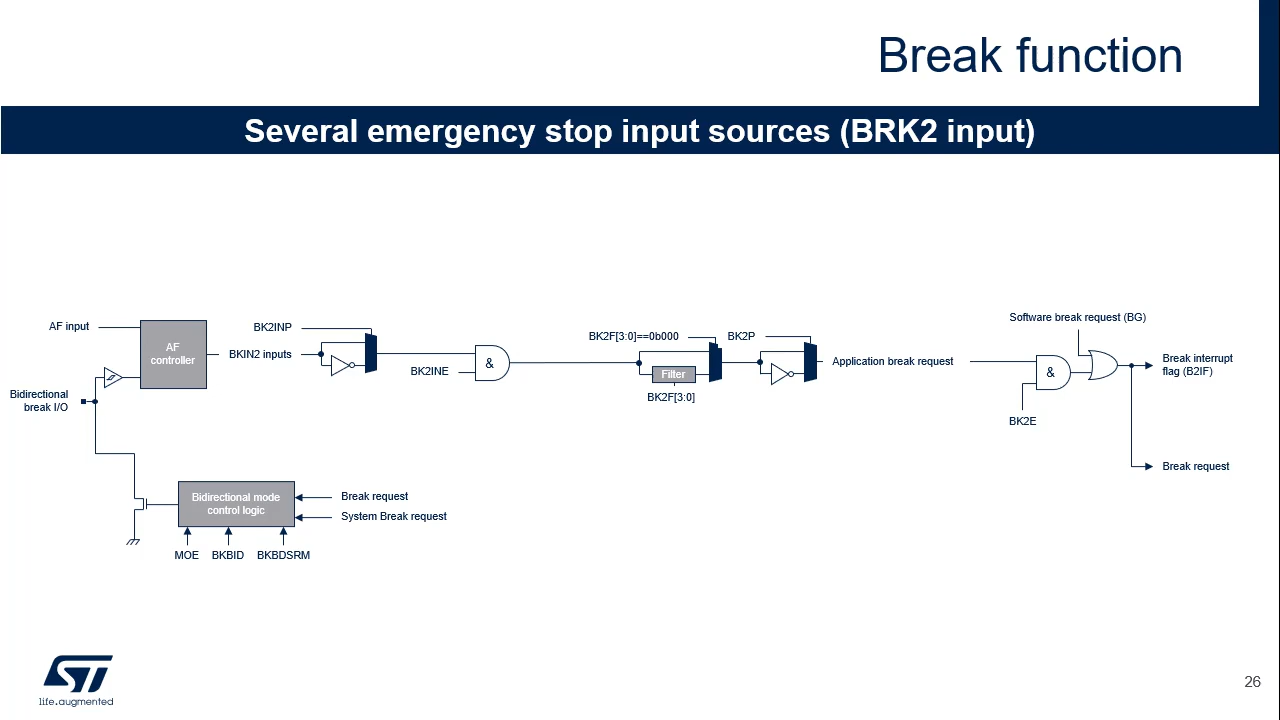 Break function
Several emergency stop input sources (BRK2 input)
Software break request (BG)
AF input
AF
controller
BK2INP
BKIN2 inputs
BK2INE
&
BK2F[3:0]==0b000
Filter
BK2F[3:0]
BK2P
Application break request
&
BK2E
Break interrupt
flag (B2IF)
Break request
Bidirectional
break I/O
Bidirectional mode
control logic
Break request
System Break request
MOE
BKBID
BKBDSRM
ST
life.augmented
26